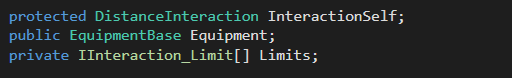 protected DistanceInteraction InteractionSelf;
public EquipmentBase Equipment;
private IInteraction_Limit[] Limits;